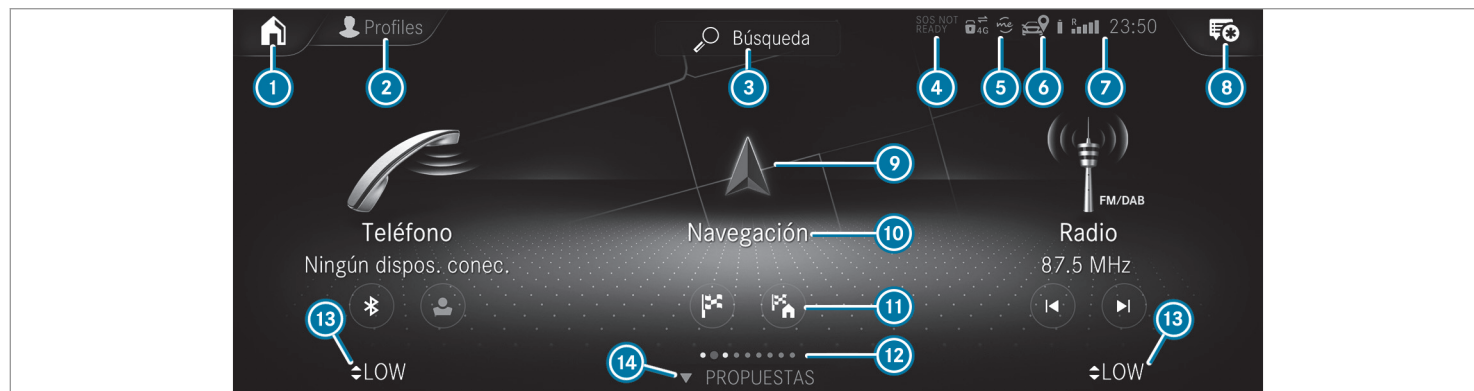 Profiles
Búsqueda
SOS NOT
READY
4G
me
R
23:50
1
2
3
4
5
6
7
8
9
FM/DAB
Teléfono
Navegación
10
Radio
Ningún dispos. conec.
87.5 MHz
13
11
13
12
14
LOW
PROPUESTAS
LOW